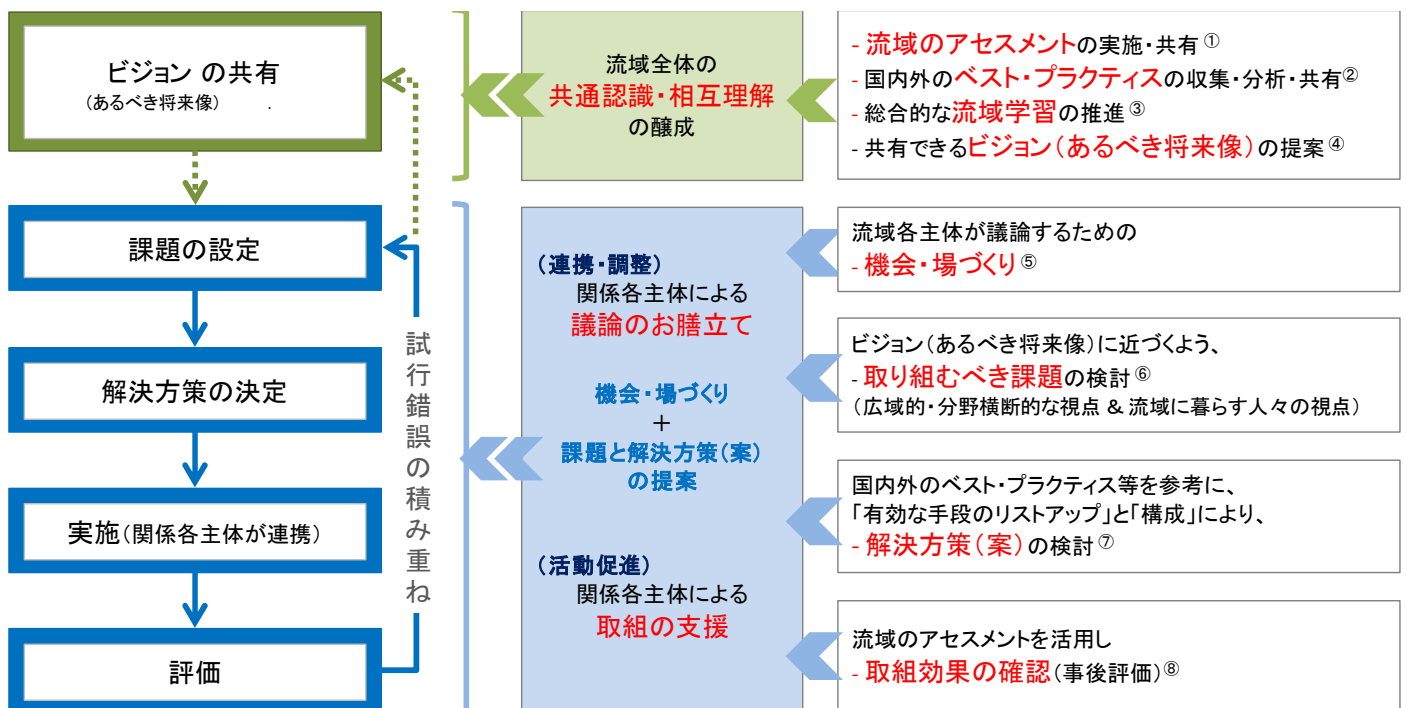 ビジョン の共有
(あるべき将来像) .
課題の設定
解決方策の決定
実施(関係各主体が連携)
評価
試行錯誤の積み重ね
流域全体の
共通認識・相互理解
の醸成
(連携・調整)
関係各主体による
議論のお膳立て
機会・場づくり
+
課題と解決方策(案)
の提案
(活動促進)
関係各主体による
取組の支援
- 流域のアセスメントの実施・共有①
- 国内外のベスト・プラクティスの収集・分析・共有②
- 総合的な流域学習の推進③
- 共有できるビジョン(あるべき将来像)の提案④
流域各主体が議論するための
- 機会・場づくり⑤
ビジョン(あるべき将来像)に近づくよう、
- 取り組むべき課題の検討⑥
(広域的・分野横断的な視点 & 流域に暮らす人々の視点)
国内外のベスト・プラクティス等を参考に、
「有効な手段のリストアップ」と「構成」により、
- 解決方策(案)の検討⑦
流域のアセスメントを活用し
- 取組効果の確認(事後評価)⑧